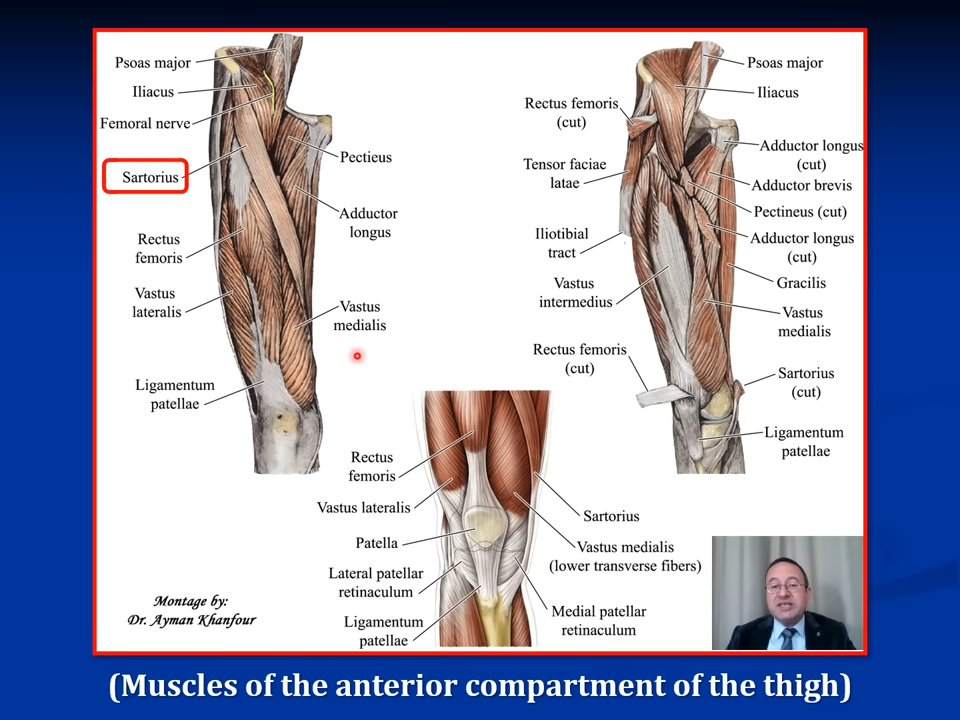 Psoas major
Iliacus
Femoral nerve
Sartorius
Rectus
femoris
Vastus
lateralis
Ligamentum
patellae
Pectieus
Adductor
longus
Vastus
medialis
Rectus femoris
(cut)
Tensor faciae
latae
Iliotibial
tract
Vastus
intermedius
Rectus femoris
(cut)
Psoas major
Iliacus
Adductor longus
(cut)
Adductor brevis
Pectineus (cut)
Adductor longus
(cut)
Gracilis
Vastus
medialis
Sartorius
(cut)
Ligamentum
patellae
Rectus
femoris
Vastus lateralis
Patella
Lateral patellar
retinaculum
Ligamentum
patellae
Sartorius
Vastus medialis
(lower transverse fibers)
Medial patellar
retinaculum
Montage by:
Dr. Ayman Khanfour
(Muscles of the anterior compartment of the thigh)